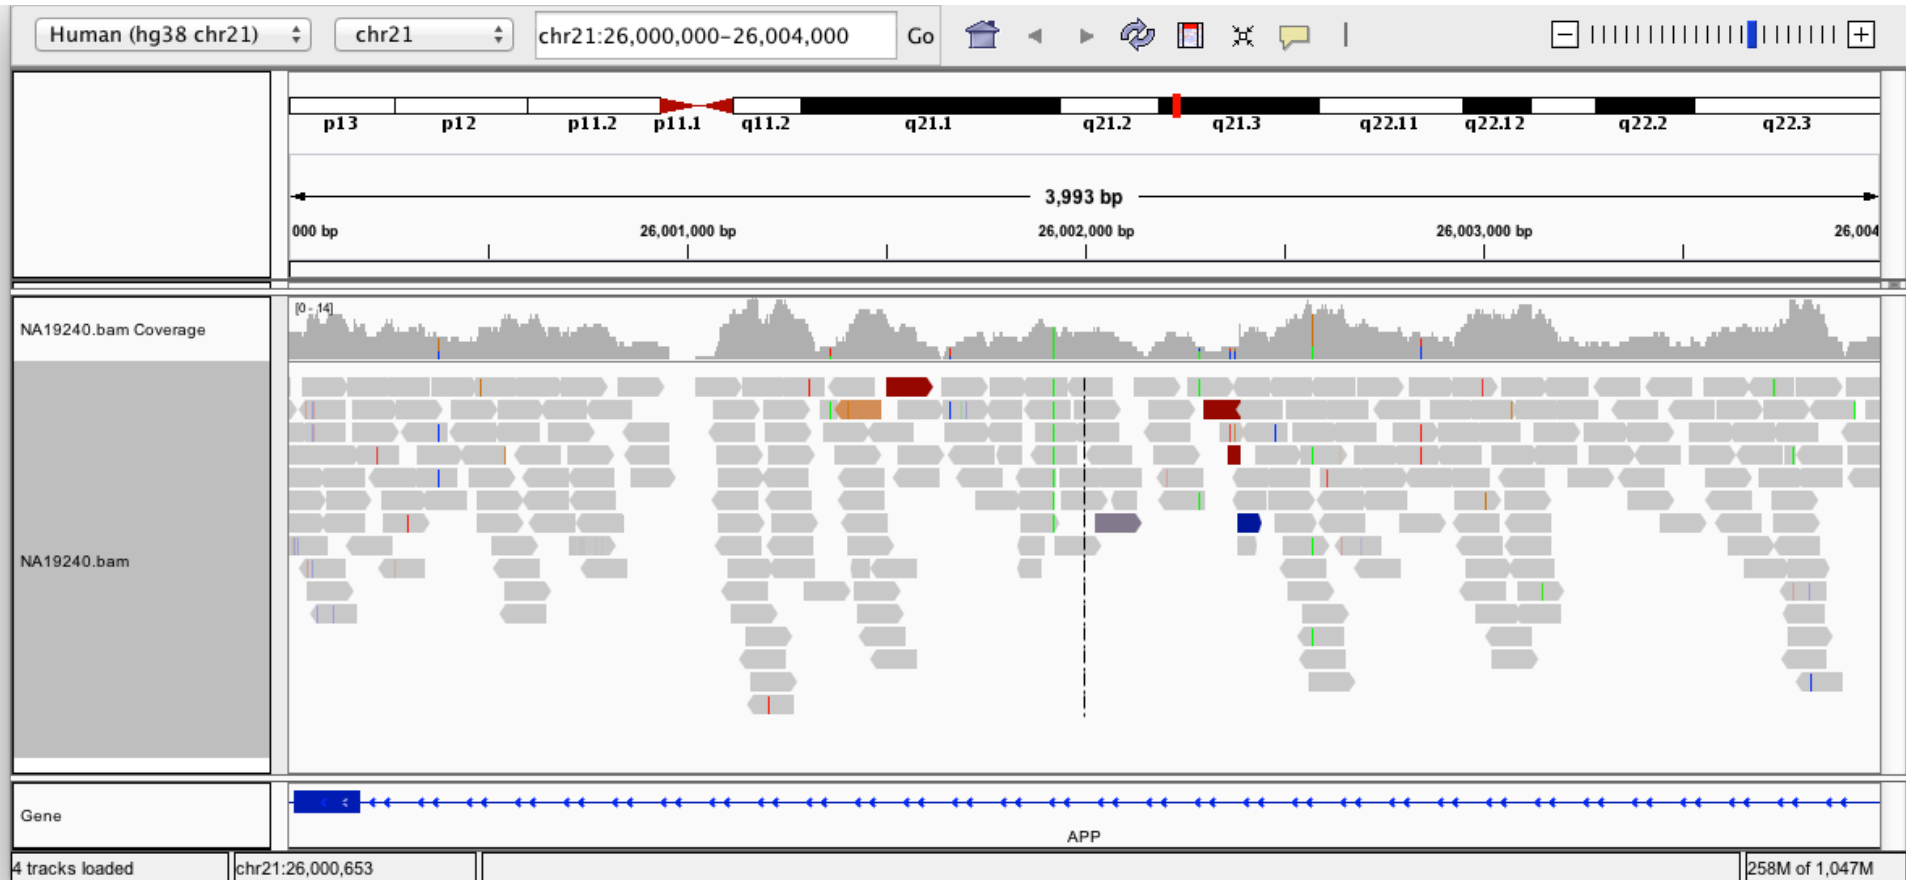 Human (hg38 chr21) chr21 chr21:26,000,000-26,004,000 Go
p13 p12 p11.2 p11.1 q11.2 q21.1 q21.2 q21.3 q22.11 q22.12 q22.2 q22.3
3,993 bp
000 bp 26,001,000 bp 26,002,000 bp 26,003,000 bp 26,004
[0 - 14]
NA19240.bam Coverage
NA19240.bam
Gene
APP
4 tracks loaded chr21:26,000,653 258M of 1,047M